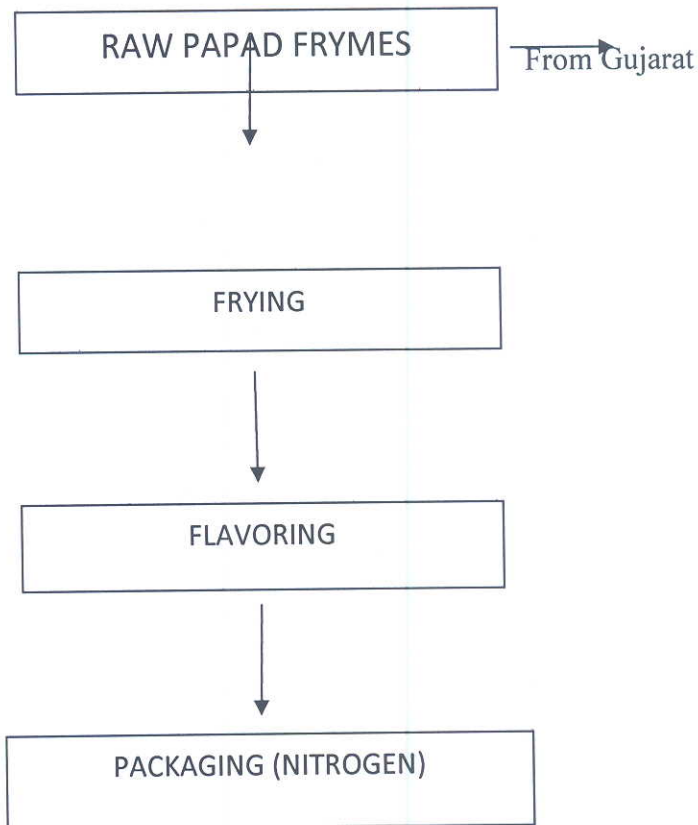 RAW PAPAD FRYMES
From Gujarat
FRYING
FLAVORING
PACKAGING (NITROGEN)